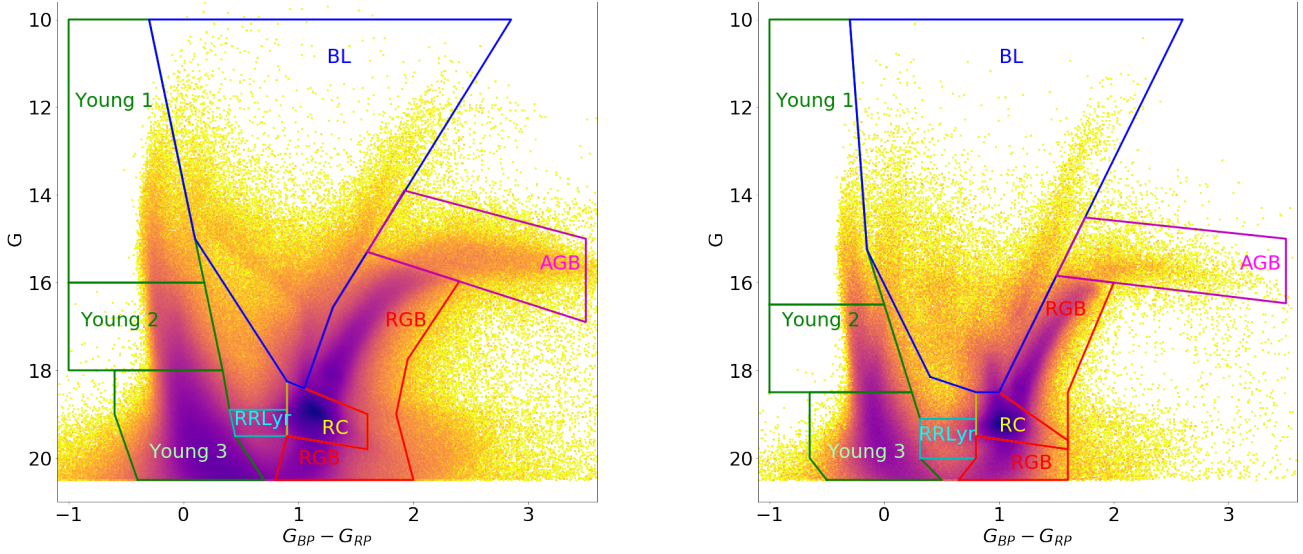 10
12
14
16
18
20
G
−1
0
1
2
3
G_BP − G_RP
BL
Young 1
Young 2
Young 3
AGB
RGB
RRLyr
RC
RGB
10
12
14
16
18
20
G
−1
0
1
2
3
G_BP − G_RP
BL
Young 1
Young 2
Young 3
AGB
RGB
RRLyr
RC
RGB